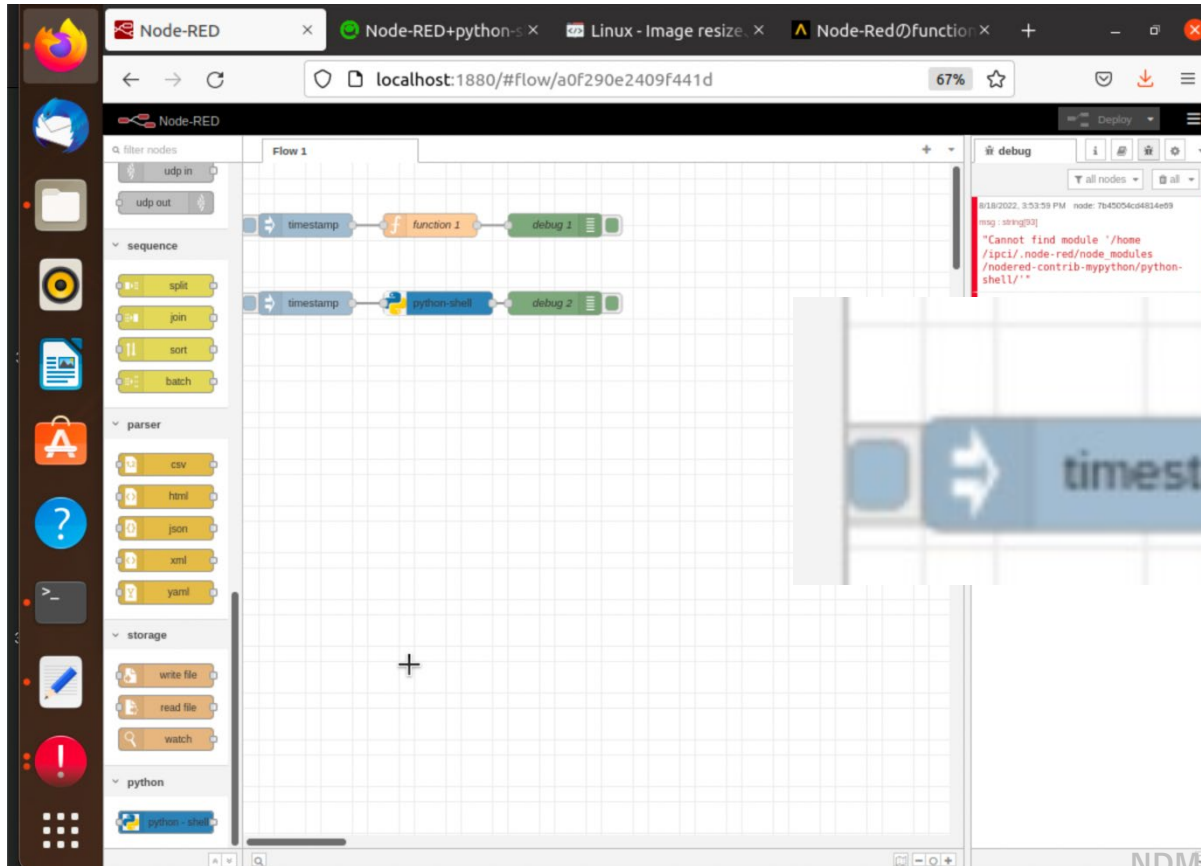 Node-RED
Node-RED+python-s
Linux - Image resize.
Node-Redのfunction
localhost:1880/#flow/a0f290e2409f441d
67%
Node-RED
Deploy
filter nodes
Flow 1
debug
i
udp in
all nodes
all
udp out
8/18/2022, 3:53:59 PM node: 7b45054cd4814e69
msg : string[93]
timestamp
function 1
debug 1
"Cannot find module '/home
/ipci/.node-red/node_modules
/nodered-contrib-mypython/python-
shell/'"
sequence
split
timestamp
python-shell
debug 2
join
sort
batch
parser
csv
timest
html
json
xml
yaml
storage
write file
read file
watch
python
python - shell
NDM